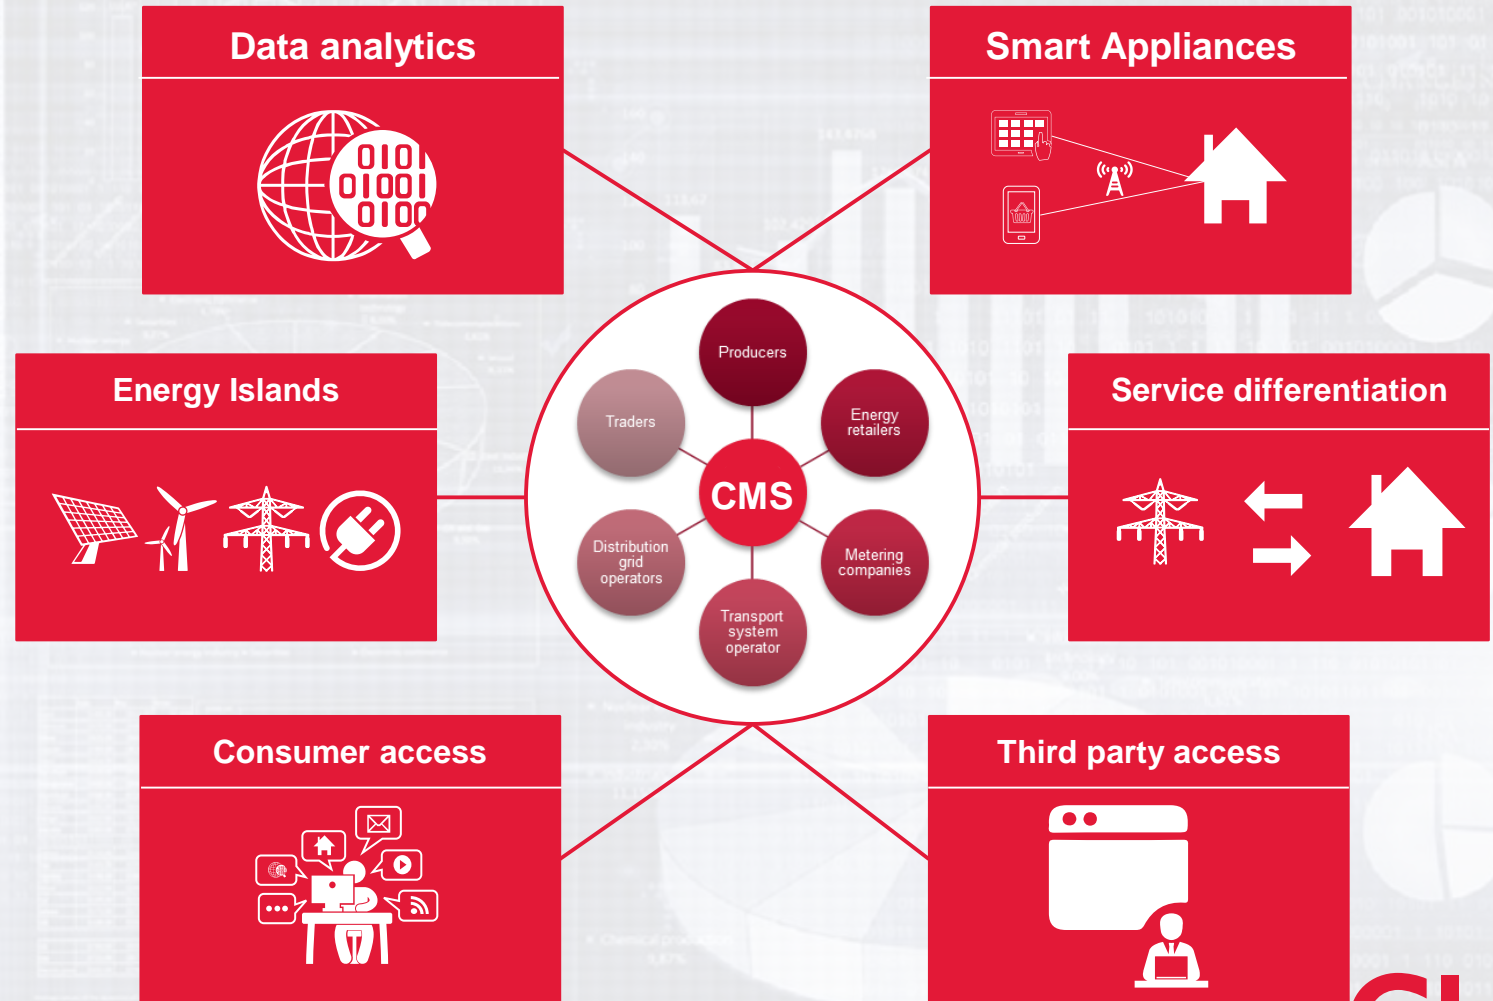 Data analytics
Smart Appliances
0101
01001
0100
Producers
Traders
Energy
retailers
CMS
Distribution
grid
operators
Metering
companies
Transport
system
operator
Energy Islands
Service differentiation
Consumer access
Third party access